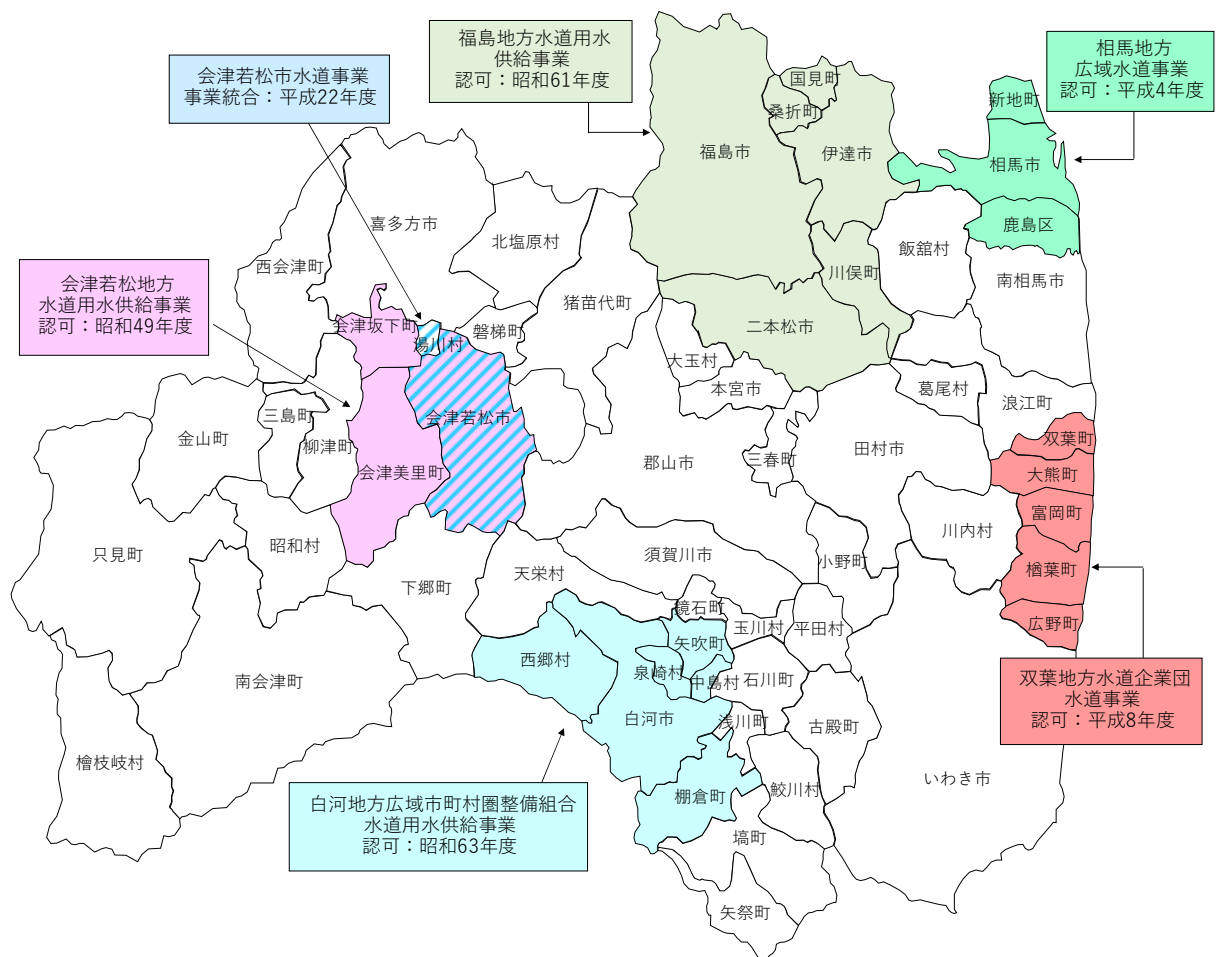 福島地方水道用水
供給事業
認可：昭和61年度
会津若松市水道事業
事業統合：平成22年度
相馬地方
広域水道事業
認可：平成4年度
会津若松地方
水道用水供給事業
認可：昭和49年度
国見町
桑折町
新地町
福島市
伊達市
相馬市
喜多方市
北塩原村
鹿島区
飯舘村
西会津町
川俣町
南相馬市
猪苗代町
会津坂下町
湯川村
磐梯町
二本松市
大玉村
本宮市
葛尾村
浪江町
三島町
金山町
柳津町
会津若松市
会津美里町
郡山市
三春町
田村市
双葉町
大熊町
富岡町
川内村
只見町
昭和村
下郷町
天栄村
須賀川市
小野町
楢葉町
鏡石町
玉川村
平田村
広野町
西郷村
矢吹町
泉崎村
中島村
石川町
南会津町
白河市
浅川町
古殿町
檜枝岐村
いわき市
棚倉町
鮫川村
塙町
矢祭町
双葉地方水道企業団
水道事業
認可：平成8年度
白河地方広域市町村圏整備組合
水道用水供給事業
認可：昭和63年度